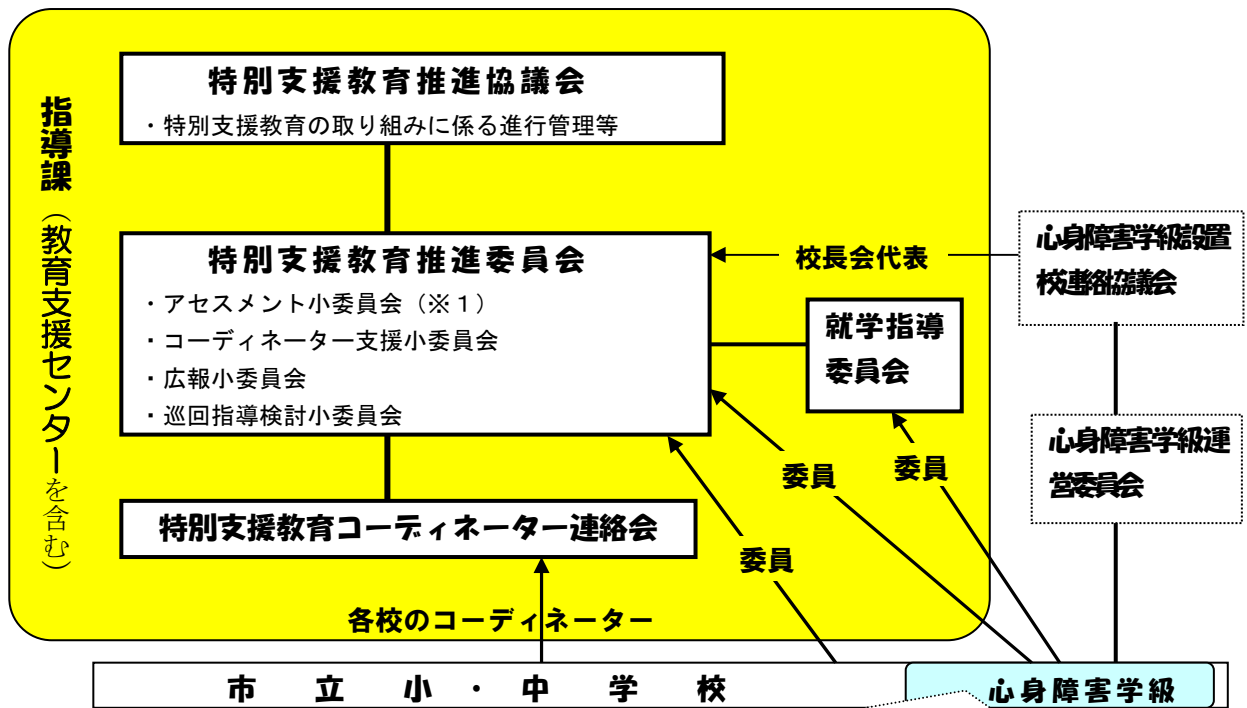 特別支援教育推進協議会
・特別支援教育の取り組みに係る進行管理等
指導課（教育支援センターを含む）
特別支援教育推進委員会
・アセスメント小委員会（※１）
・コーディネーター支援小委員会
・広報小委員会
・巡回指導検討小委員会
校長会代表
心身障害学級設置
校連絡協議会
就学指導
委員会
心身障害学級運
営委員会
委員
委員
委員
特別支援教育コーディネーター連絡会
各校のコーディネーター
市立小・中学校
心身障害学級